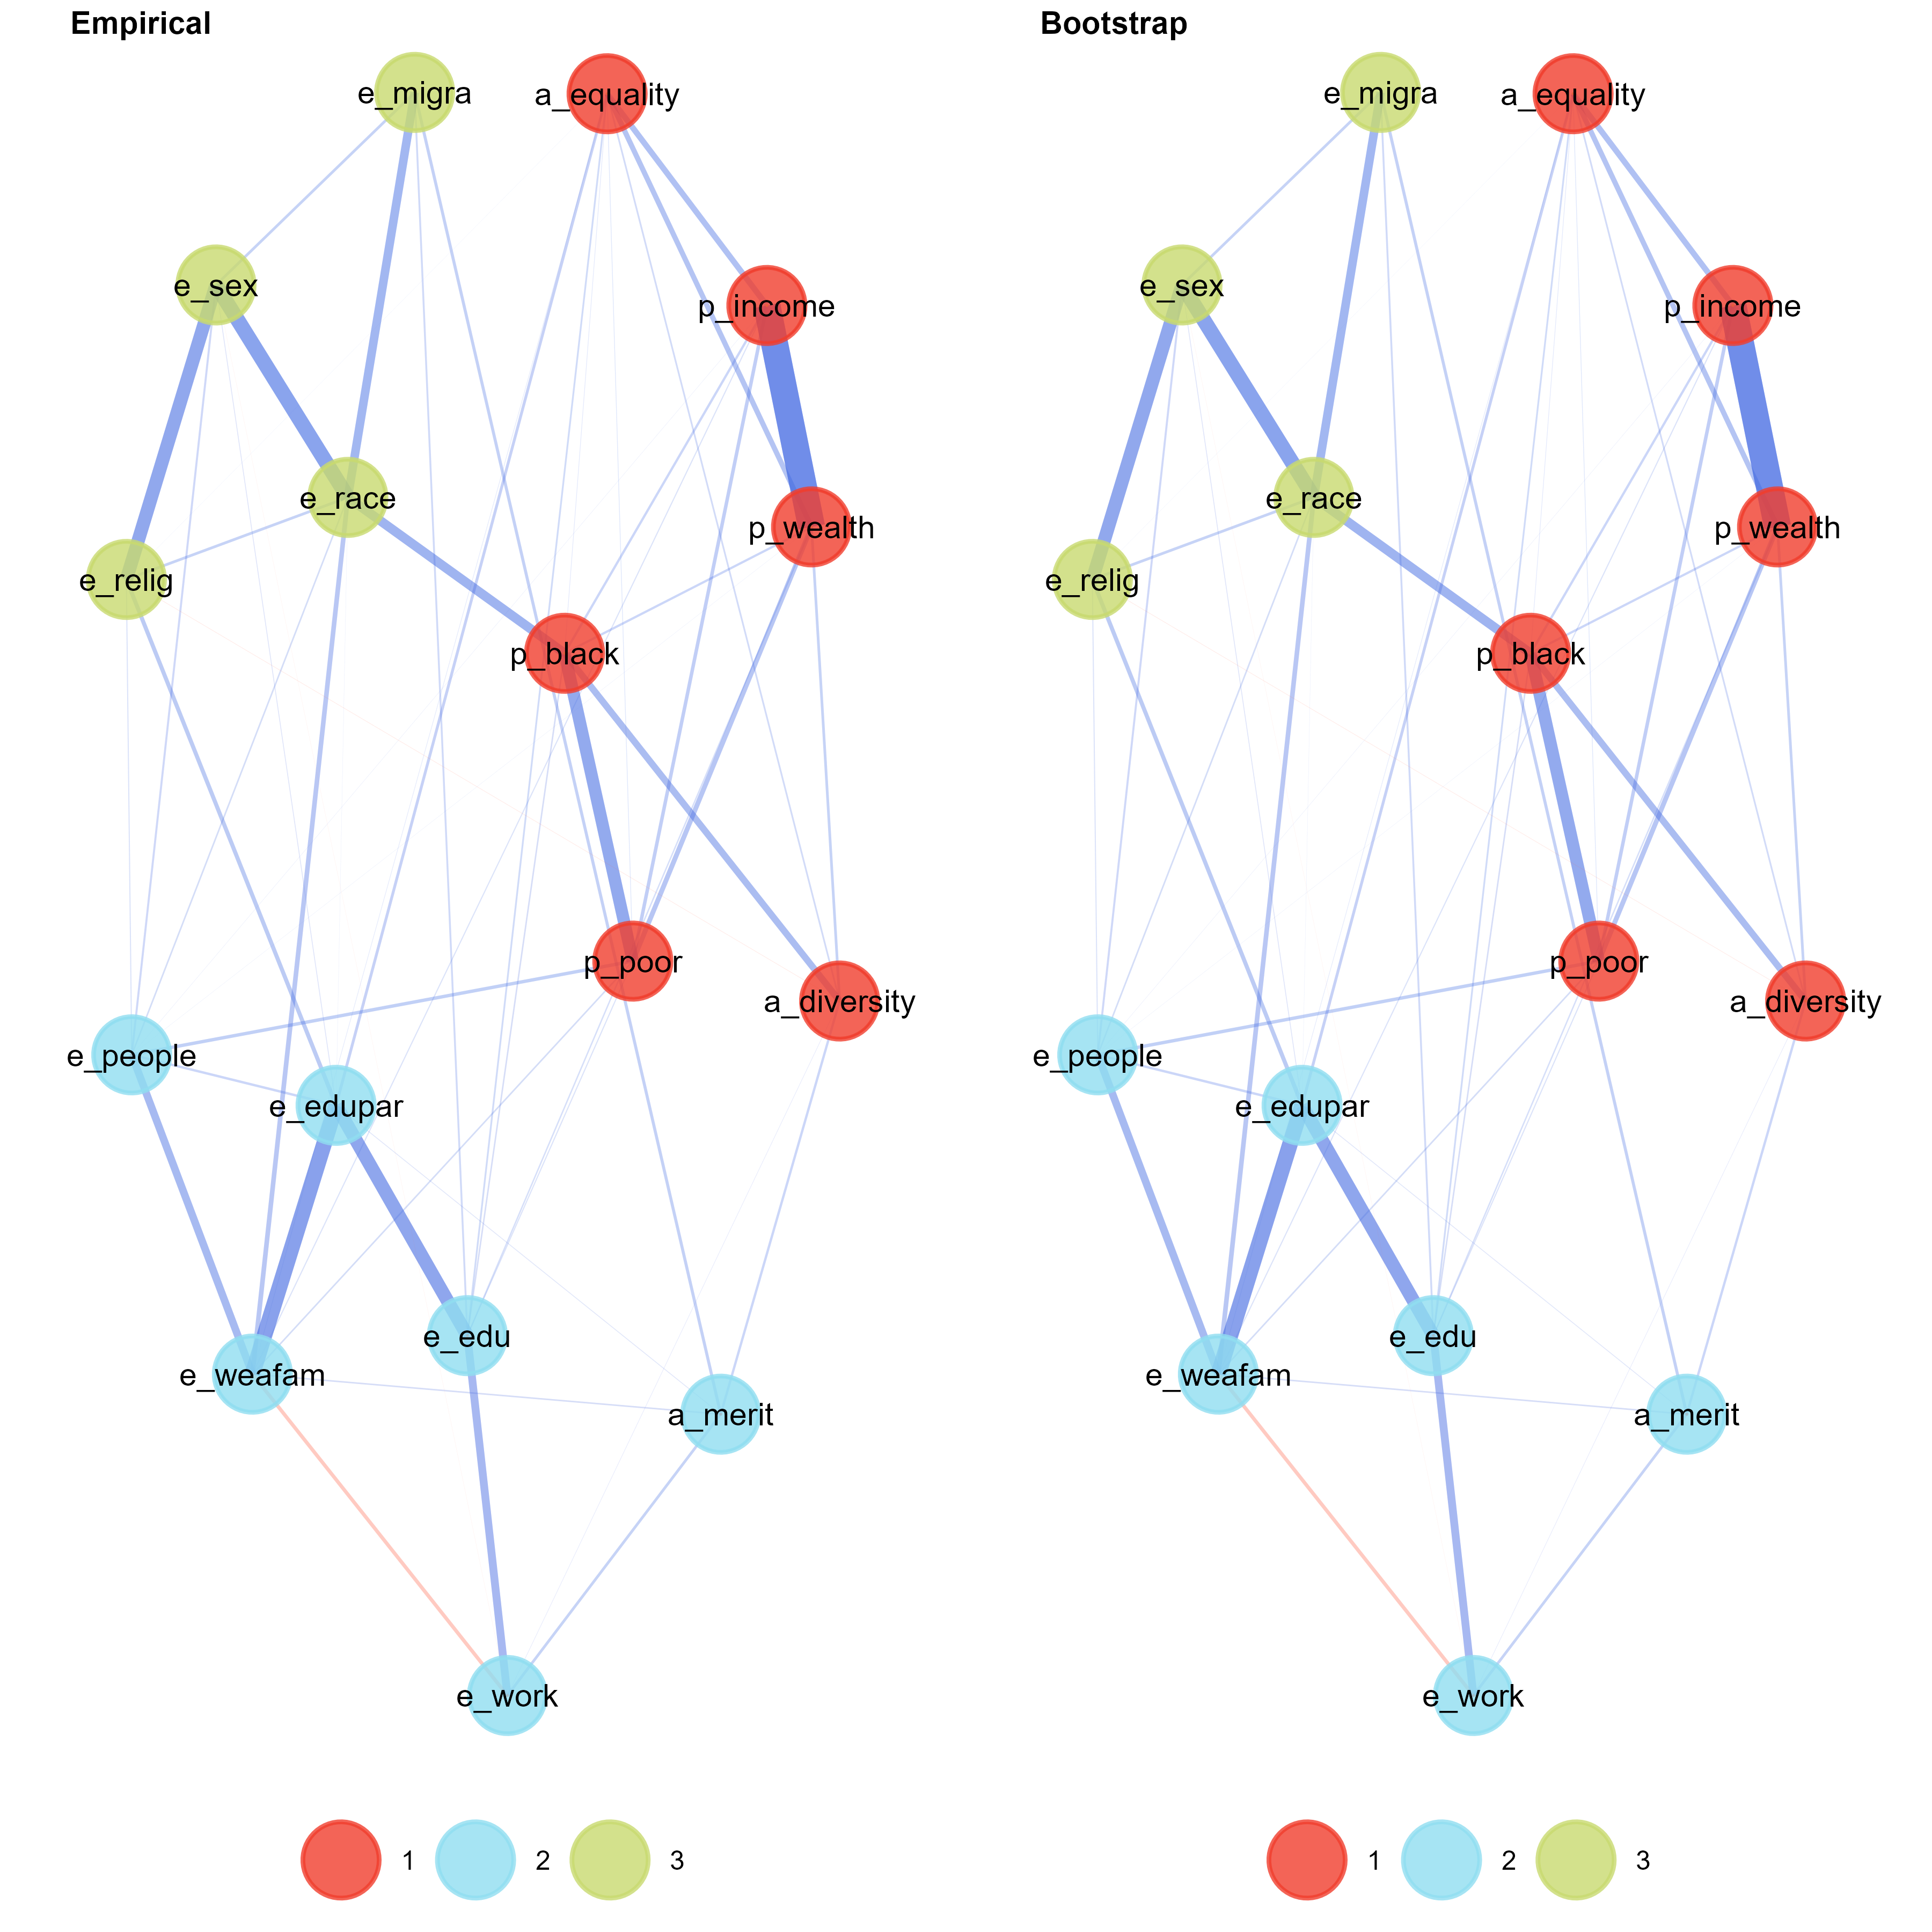 Empirical
e_migra
a_equality
e_sex
p_income
e_race
p_wealth
e_relig
p_black
p_poor
a_diversity
e_people
e_edupar
e_edu
e_weafam
a_merit
e_work
1
2
3
Bootstrap
e_migra
a_equality
e_sex
p_income
e_race
p_wealth
e_relig
p_black
p_poor
a_diversity
e_people
e_edupar
e_edu
e_weafam
a_merit
e_work
1
2
3